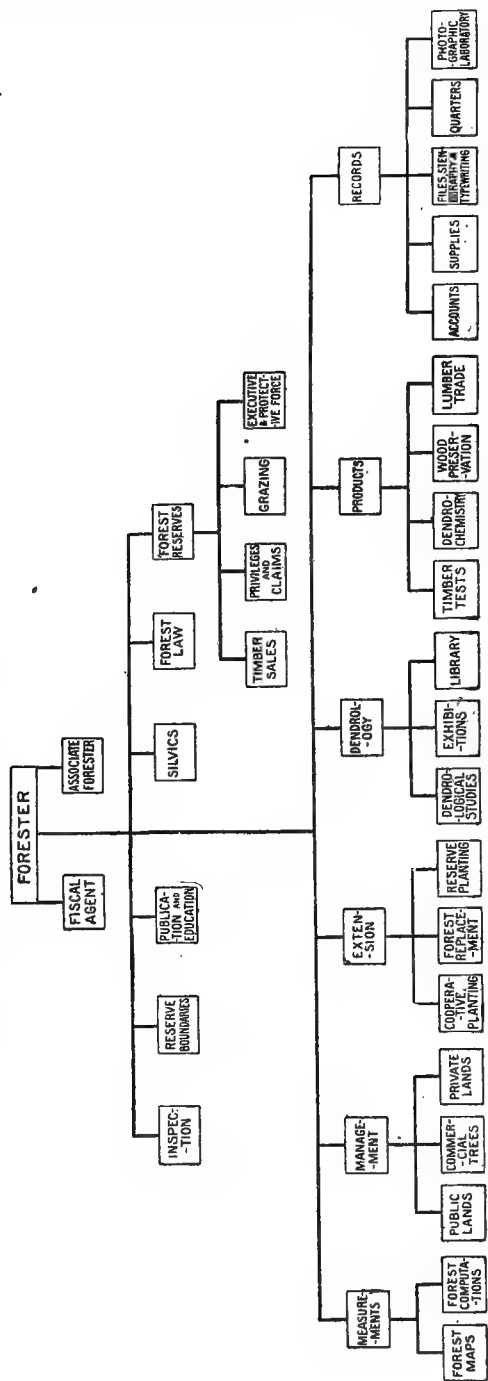 FORESTER
FISCAL
AGENT
ASSOCIATE
FORESTER
INSPEC-
-TION
RESERVE
BOUNDARIES
PUBLICA-
-TION AND
EDUCATION
SILVICS
FOREST
LAW
FOREST
RESERVES
TIMBER
SALES
PRIVILEGES
AND
CLAIMS
GRAZING
EXECUTIVE
& PROTECT-
-IVE FORCE
MEASURE-
-MENTS
MANAGE-
-MENT
EXTEN-
-SION
DENDROL-
-OGY
PRODUCTS
RECORDS
FOREST
MAPS
FOREST
COMPUTA-
-TIONS
PUBLIC
LANDS
COMMER-
-CIAL
TREES
PRIVATE
LANDS
COOPERA-
-TIVE
PLANTING
FOREST
REPLACE-
-MENT
RESERVE
PLANTING
DENDRO-
-LOGICAL
STUDIES
EXHIBI-
-TIONS
LIBRARY
TIMBER
TESTS
DENDRO-
-CHEMISTRY
WOOD
PRESER-
-VATION
LUMBER
TRADE
ACCOUNTS
SUPPLIES
FILES, STEN-
TYPEWRITING
QUARTERS
PHOTO-
-GRAPHIC
LABORATORY